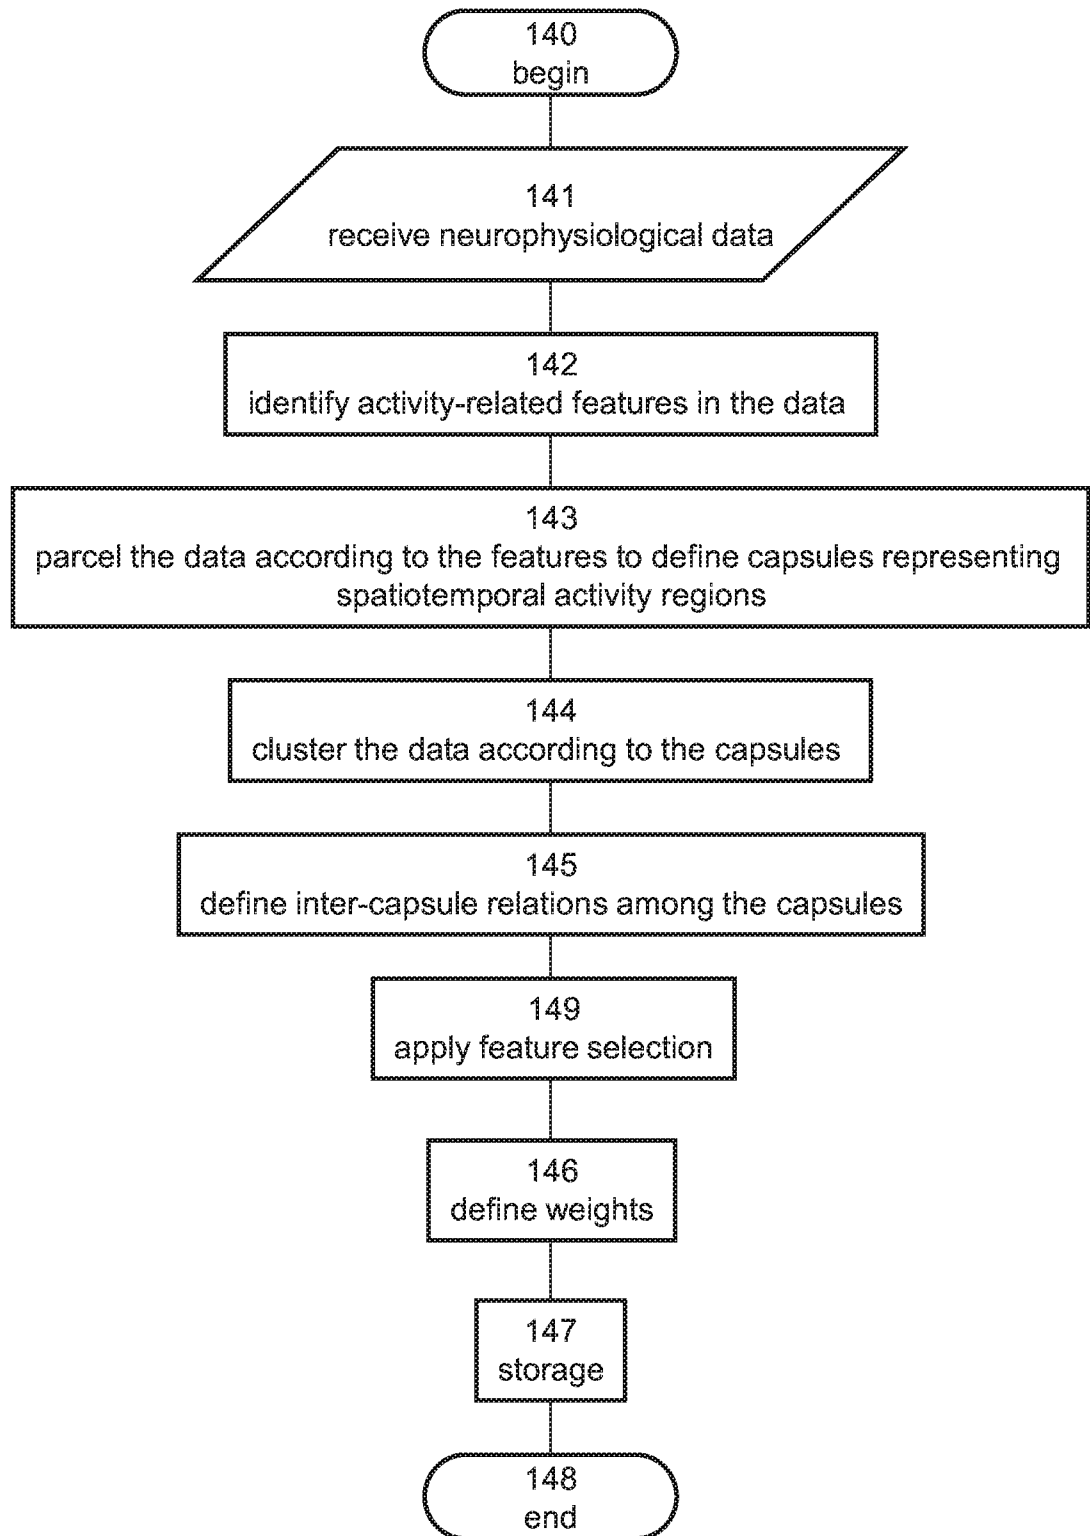 140
begin
141
receive neurophysiological data
142
identify activity-related features in the data
143
parcel the data according to the features to define capsules representing
spatiotemporal activity regions
144
cluster the data according to the capsules
145
define inter-capsule relations among the capsules
149
apply feature selection
146
define weights
147
storage
148
end